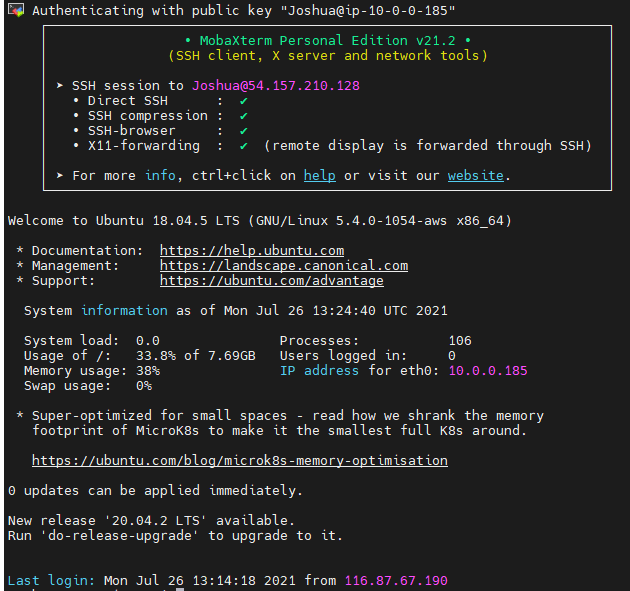 Authenticating with public key "Joshua@ip-10-0-0-185"
• MobaXterm Personal Edition v21.2 •
(SSH client, X server and network tools)
➤ SSH session to Joshua@54.157.210.128
• Direct SSH : ✔
• SSH compression : ✔
• SSH-browser : ✔
• X11-forwarding : ✔ (remote display is forwarded through SSH)
➤ For more info, ctrl+click on help or visit our website.
Welcome to Ubuntu 18.04.5 LTS (GNU/Linux 5.4.0-1054-aws x86_64)
* Documentation: https://help.ubuntu.com
* Management: https://landscape.canonical.com
* Support: https://ubuntu.com/advantage
System information as of Mon Jul 26 13:24:40 UTC 2021
System load: 0.0 Processes: 106
Usage of /: 33.8% of 7.69GB Users logged in: 0
Memory usage: 38% IP address for eth0: 10.0.0.185
Swap usage: 0%
* Super-optimized for small spaces - read how we shrank the memory
footprint of MicroK8s to make it the smallest full K8s around.
https://ubuntu.com/blog/microk8s-memory-optimisation
0 updates can be applied immediately.
New release '20.04.2 LTS' available.
Run 'do-release-upgrade' to upgrade to it.
Last login: Mon Jul 26 13:14:18 2021 from 116.87.67.190